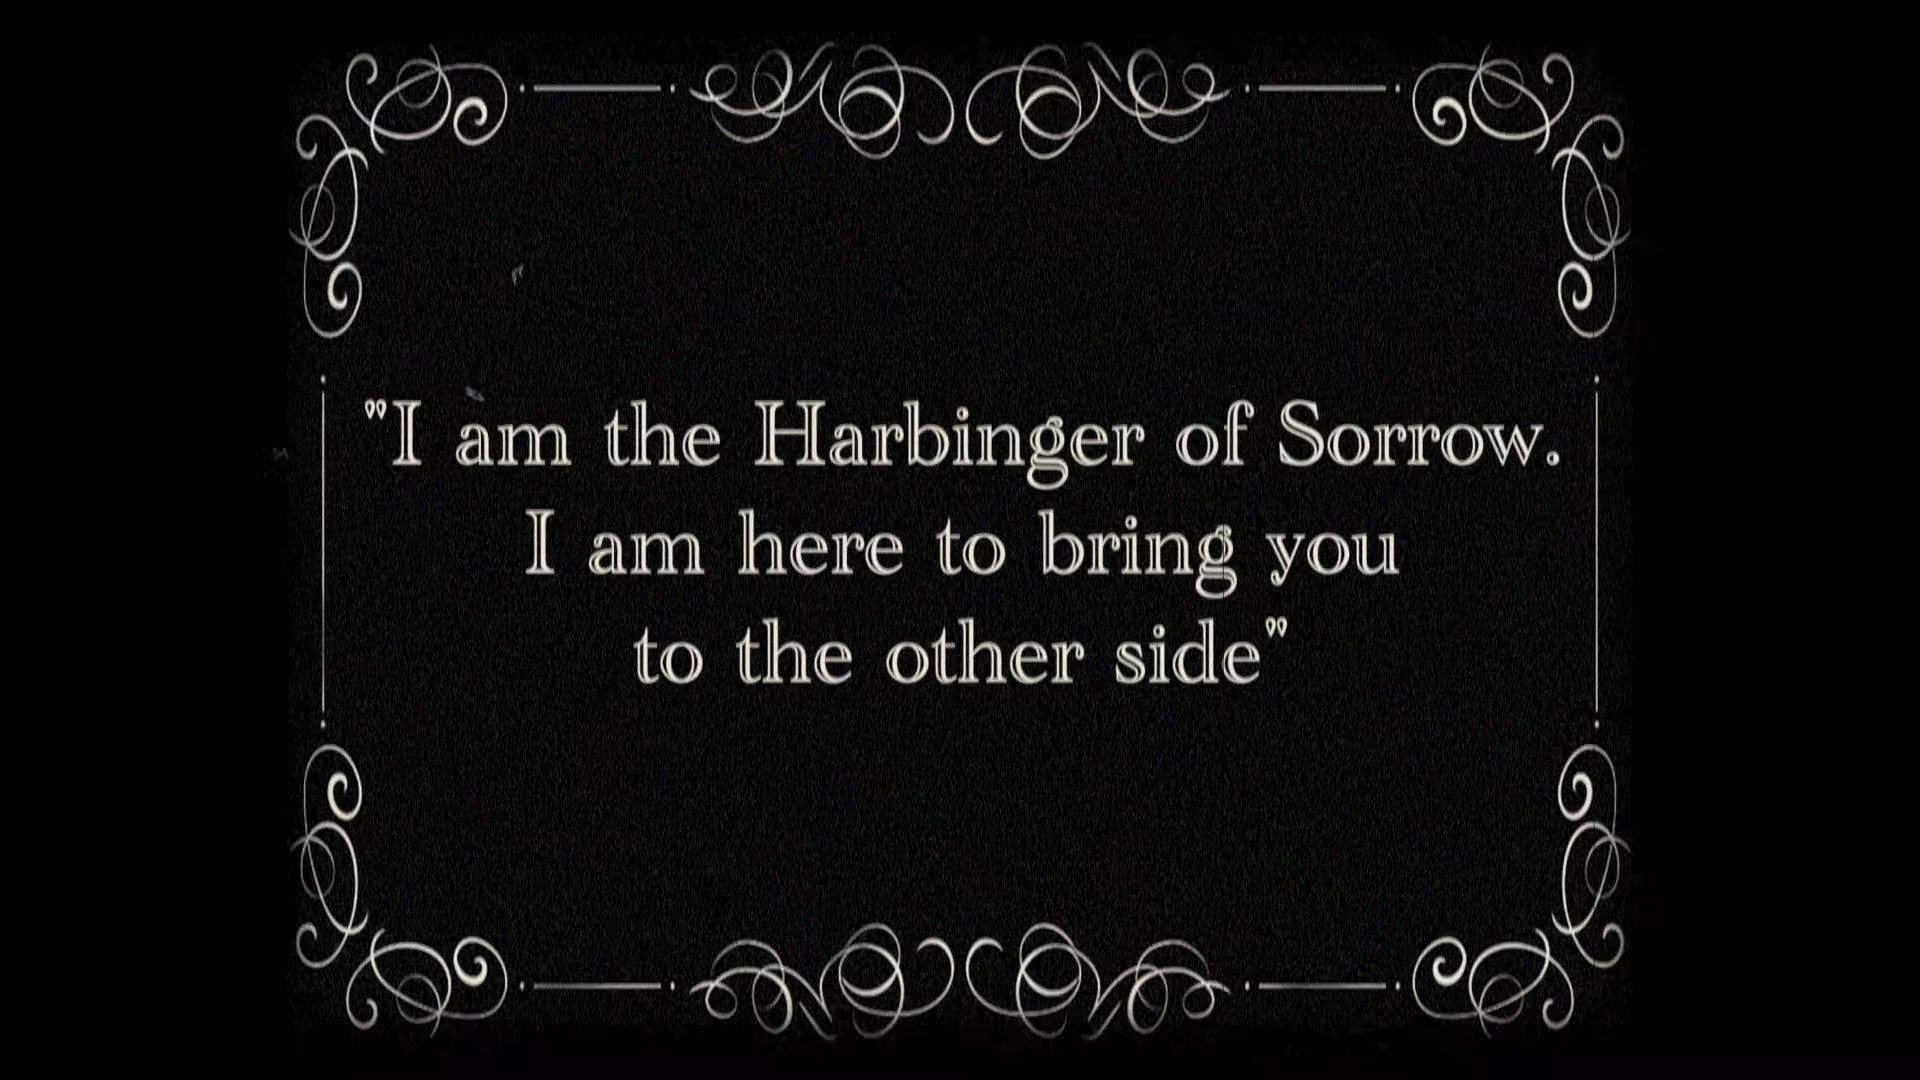 "I am the Harbinger of Sorrow.
I am here to bring you
to the other side"